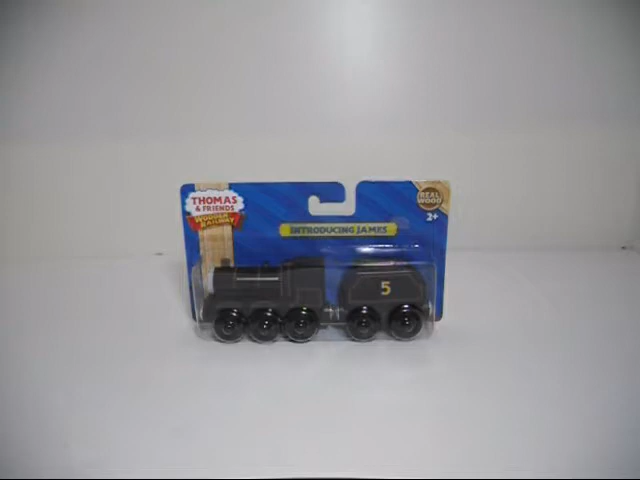 THOMAS
& FRIENDS
WOODEN
RAILWAY
REAL
WOOD
2+
INTRODUCING JAMES
5